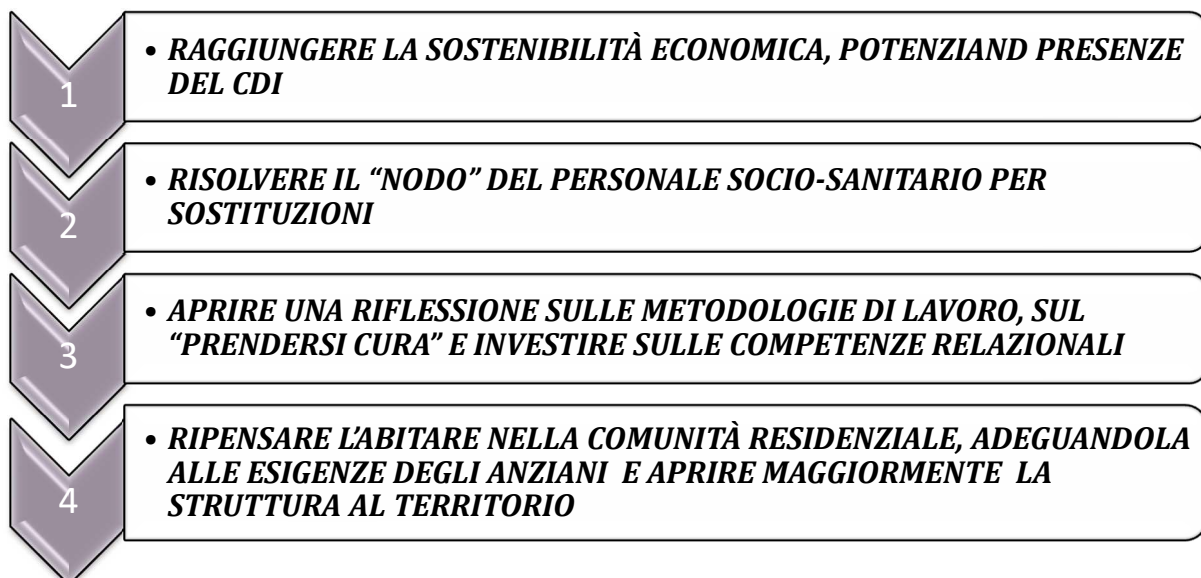 1
• RAGGIUNGERE LA SOSTENIBILITÀ ECONOMICA, POTENZIAND PRESENZE
DEL CDI
2
• RISOLVERE IL “NODO” DEL PERSONALE SOCIO-SANITARIO PER
SOSTITUZIONI
3
• APRIRE UNA RIFLESSIONE SULLE METODOLOGIE DI LAVORO, SUL
“PRENDERSI CURA” E INVESTIRE SULLE COMPETENZE RELAZIONALI
4
• RIPENSARE L’ABITARE NELLA COMUNITÀ RESIDENZIALE, ADEGUANDOLA
ALLE ESIGENZE DEGLI ANZIANI E APRIRE MAGGIORMENTE LA
STRUTTURA AL TERRITORIO